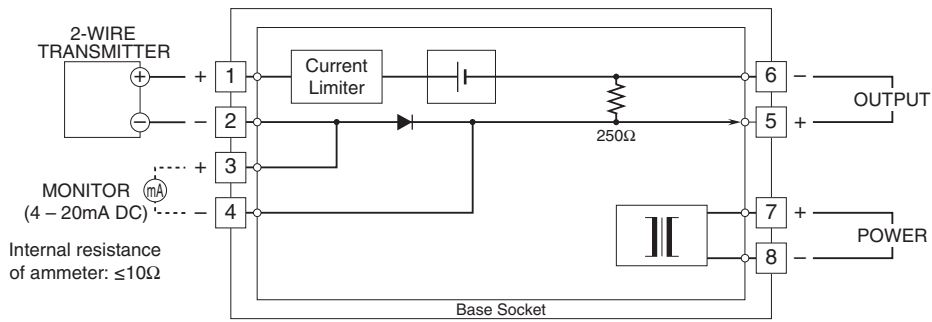 2-WIRE
TRANSMITTER
+
–
+ 1
– 2
+ 3
– 4
Current
Limiter
250Ω
6 –
5 +
OUTPUT
MONITOR mA
(4 – 20mA DC)
Internal resistance
of ammeter: ≤10Ω
7 +
8 –
POWER
Base Socket